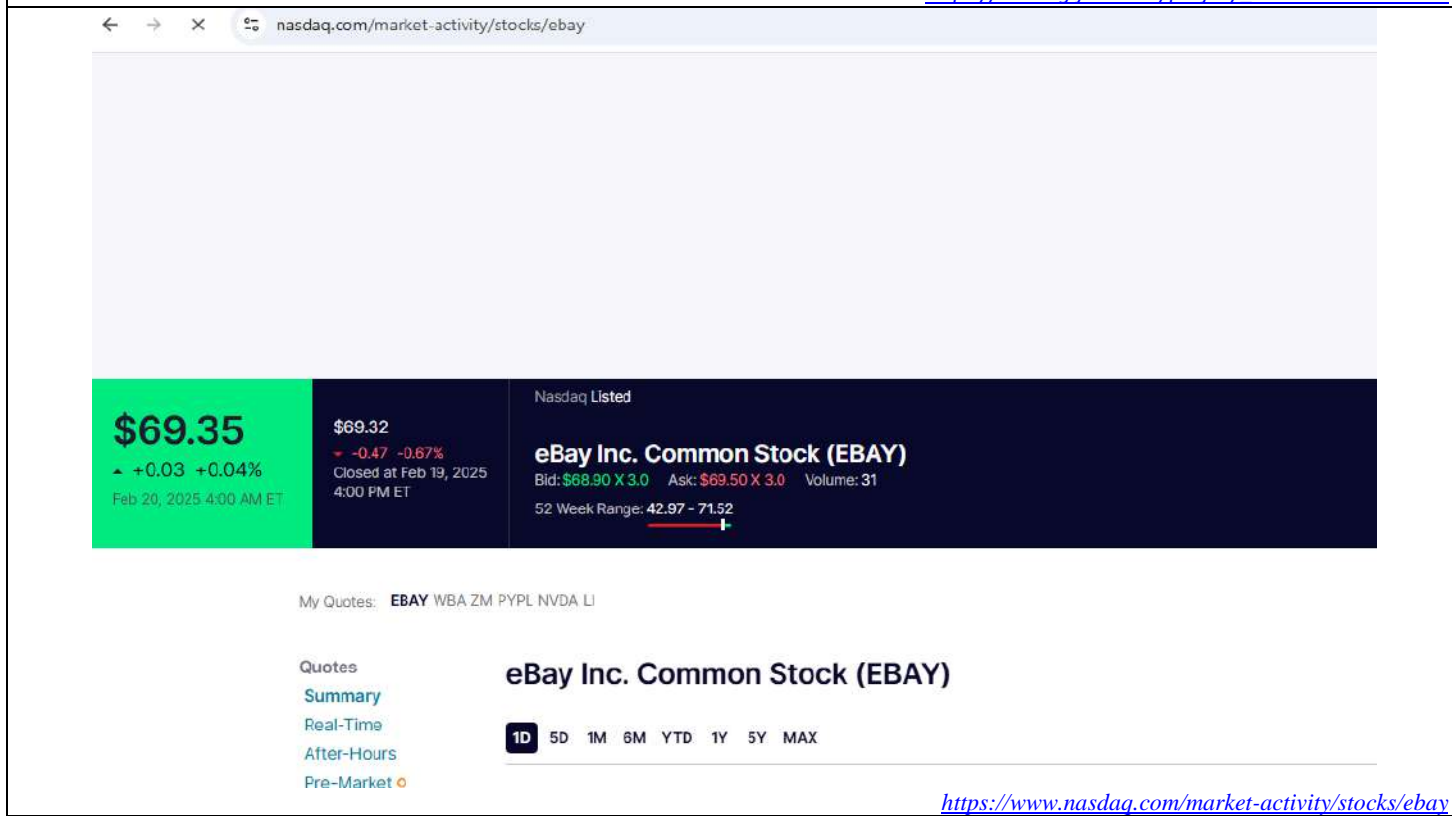 nasdaq.com/market-activity/stocks/ebay
$69.35
+0.03 +0.04%
Feb 20, 2025 4:00 AM ET
$69.32
-0.47 -0.67%
Closed at Feb 19, 2025
4:00 PM ET
Nasdaq Listed
eBay Inc. Common Stock (EBAY)
Bid: $68.90 X 3.0 Ask: $69.50 X 3.0 Volume: 31
52 Week Range: 42.97 - 71.52
My Quotes: EBAY WBA ZM PYPL NVDA LI
Quotes
Summary
Real-Time
After-Hours
Pre-Market
eBay Inc. Common Stock (EBAY)
1D 5D 1M 6M YTD 1Y 5Y MAX
https://www.nasdaq.com/market-activity/stocks/ebay